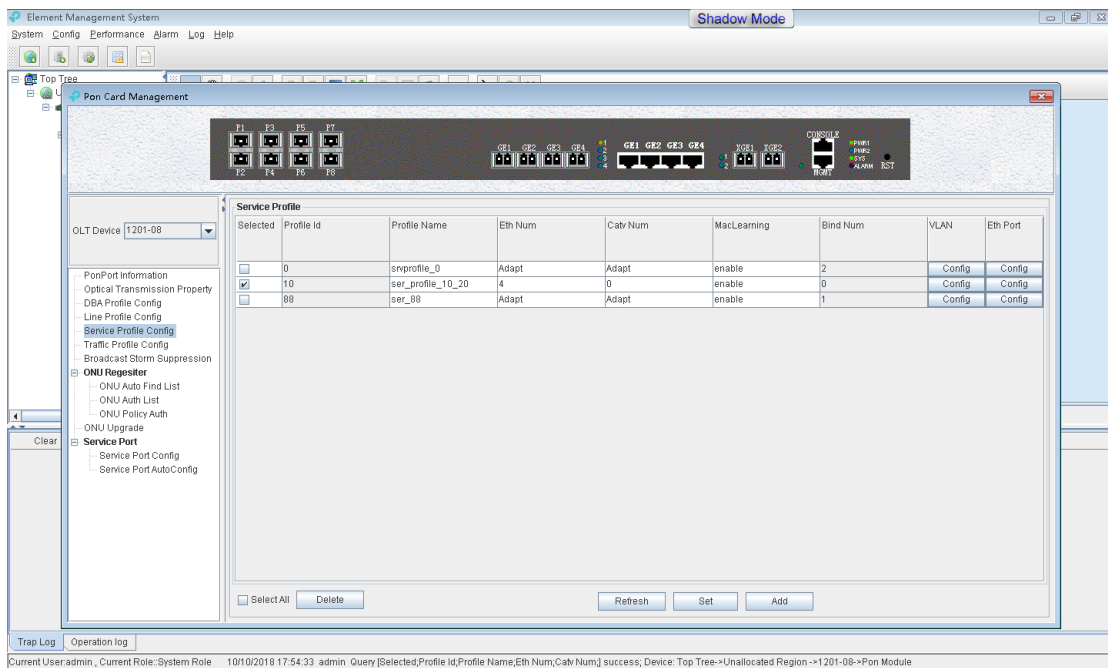 Element Management System
Shadow Mode
System Config Performance Alarm Log Help
Top Tree
Pon Card Management
P1 P3 P5 P7
P2 P4 P6 P8
GE1 GE2 GE3 GE4
1
2
3
4
GE1 GE2 GE3 GE4
1
2
XGE1 XGE2
CONSOLE
MGMT
PWR1
PWR2
SYS
ALARM
RST
OLT Device 1201-08
PonPort Information
Optical Transmission Property
DBA Profile Config
Line Profile Config
Service Profile Config
Traffic Profile Config
Broadcast Storm Suppression
ONU Regesiter
ONU Auto Find List
ONU Auth List
ONU Policy Auth
ONU Upgrade
Service Port
Service Port Config
Service Port AutoConfig
Service Profile
Selected Profile Id Profile Name Eth Num Catv Num MacLearning Bind Num VLAN Eth Port
0 srvprofile_0 Adapt Adapt enable 2 Config Config
10 ser_profile_10_20 4 0 enable 0 Config Config
88 ser_88 Adapt Adapt enable 1 Config Config
Select All Delete Refresh Set Add
Clear
Trap Log Operation log
Current User:admin , Current Role::System Role 10/10/2018 17:54:33 admin Query [Selected;Profile Id;Profile Name;Eth Num;Catv Num;] success; Device: Top Tree->Unallocated Region ->1201-08->Pon Module